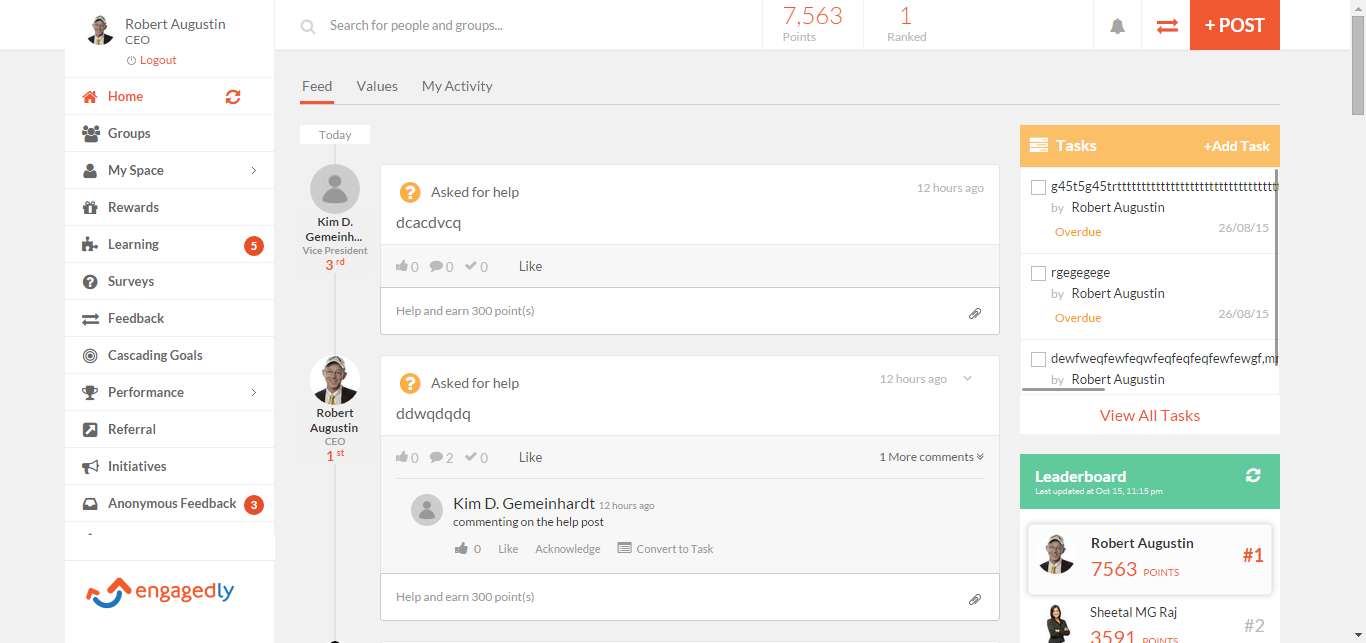 Robert Augustin
CEO
Logout
Home
Groups
My Space
Rewards
Learning 5
Surveys
Feedback
Cascading Goals
Performance
Referral
Initiatives
Anonymous Feedback 3
engagedly
Search for people and groups...
7,563
Points
1
Ranked
+ POST
Feed Values My Activity
Today
Kim D.
Gemeinh...
Vice President
3 rd
Asked for help 12 hours ago
dcacdvcq
0 0 0 Like
Help and earn 300 point(s)
Robert
Augustin
CEO
1 st
Asked for help 12 hours ago
ddwqdqdq
0 2 0 Like 1 More comments
Kim D. Gemeinhardt 12 hours ago
commenting on the help post
0 Like Acknowledge Convert to Task
Help and earn 300 point(s)
Tasks +Add Task
by Robert Augustin
Overdue 26/08/15
rgegegege
by Robert Augustin
Overdue 26/08/15
by Robert Augustin
View All Tasks
Leaderboard
Last updated at Oct 15, 11:15 pm
Robert Augustin
7563 POINTS #1
Sheetal MG Raj
3591 POINTS #2